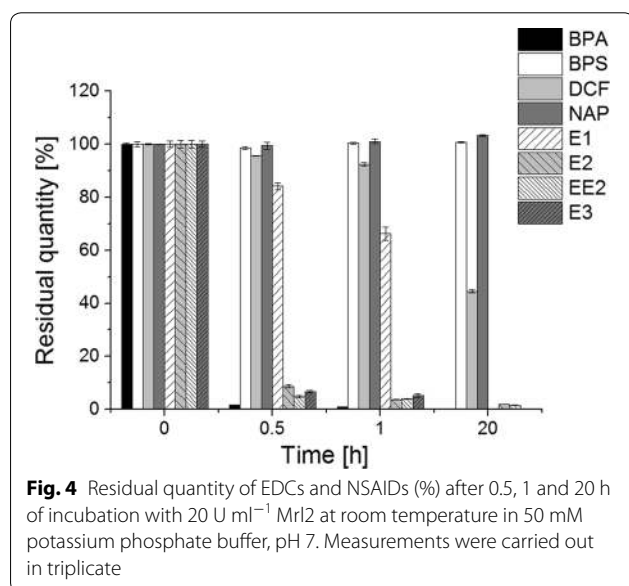 BPA
BPS
DCF
NAP
E1
E2
EE2
E3
120
100
80
60
40
20
0
Residual quantity [%]
0 0.5 1 20
Time [h]
Fig. 4 Residual quantity of EDCs and NSAIDs (%) after 0.5, 1 and 20 h
of incubation with 20 U ml⁻¹ Mrl2 at room temperature in 50 mM
potassium phosphate buffer, pH 7. Measurements were carried out
in triplicate